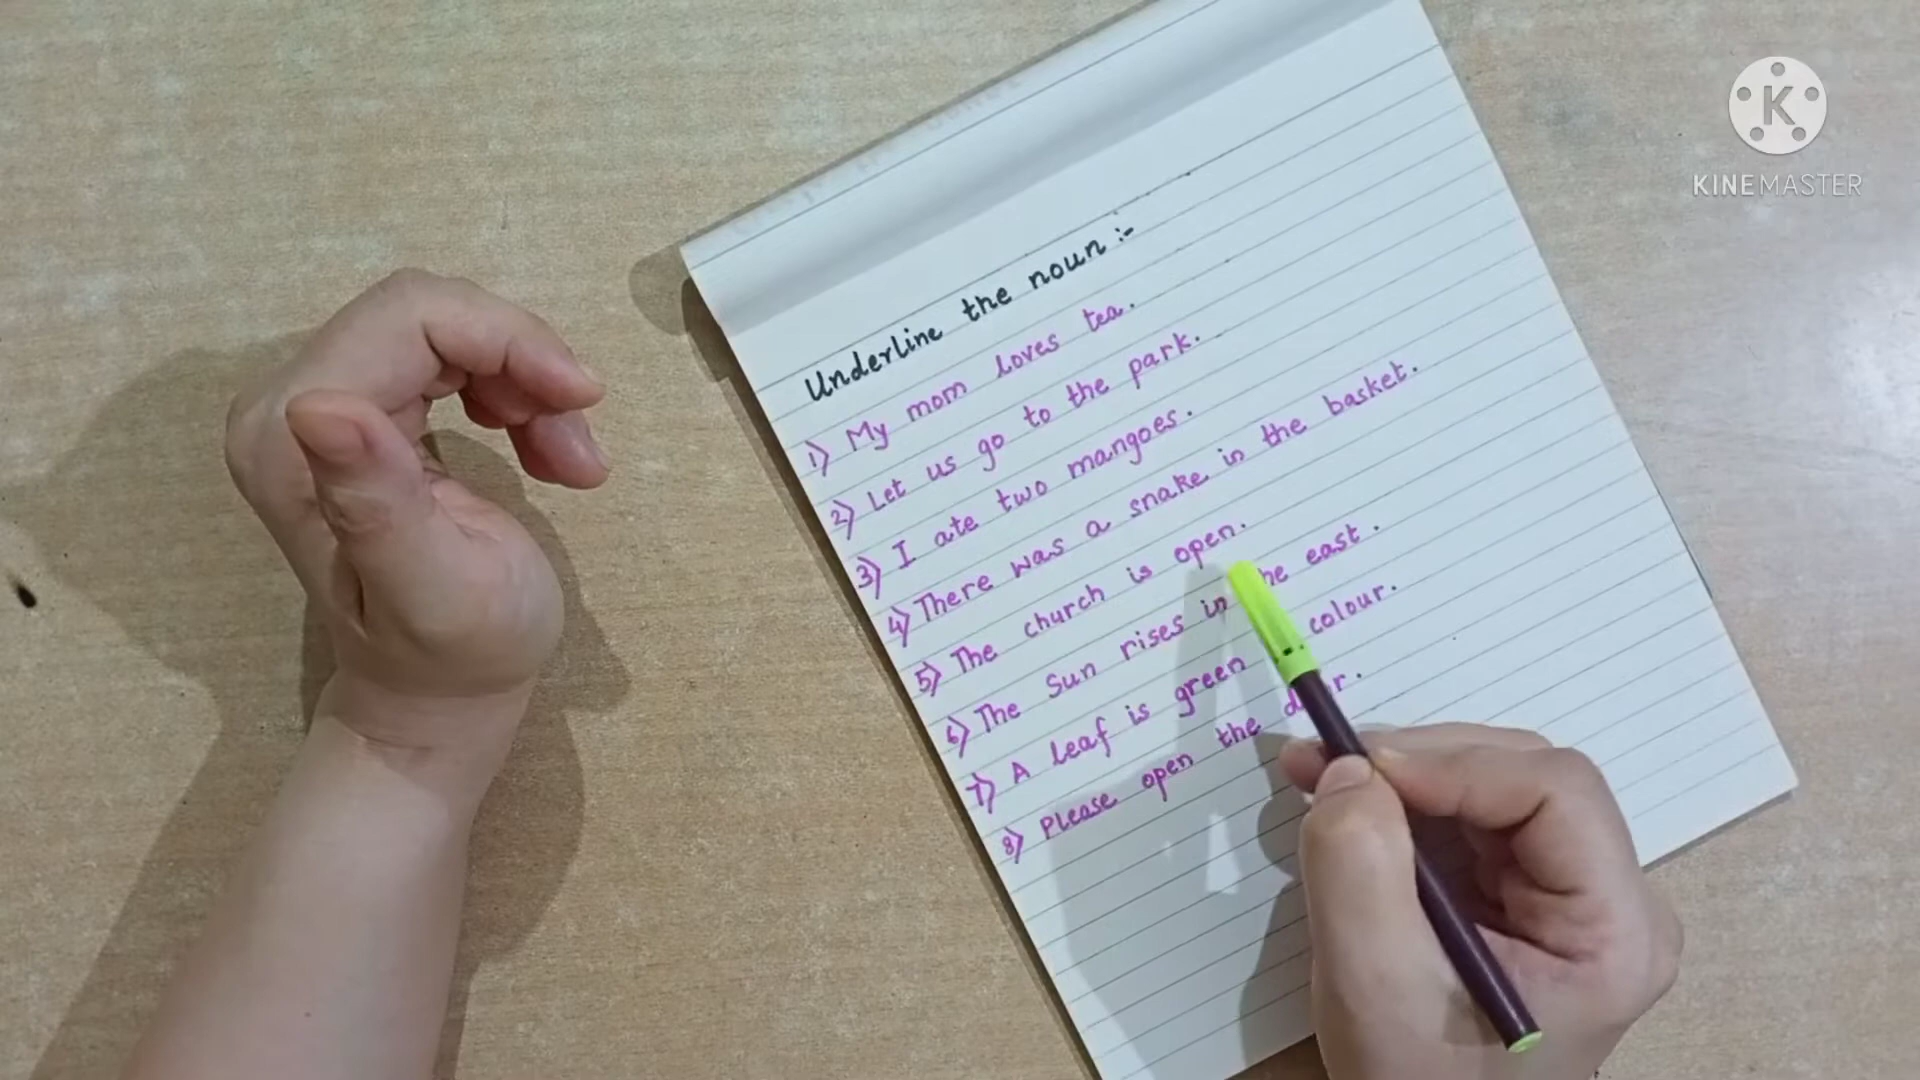 Underline the noun :-
1) My mom loves tea.
2) Let us go to the park.
3) I ate two mangoes.
4) There was a snake in the basket.
5) The church is open.
6) The Sun rises in he east.
7) A leaf is green colour.
8) Please open the
K
KINEMASTER